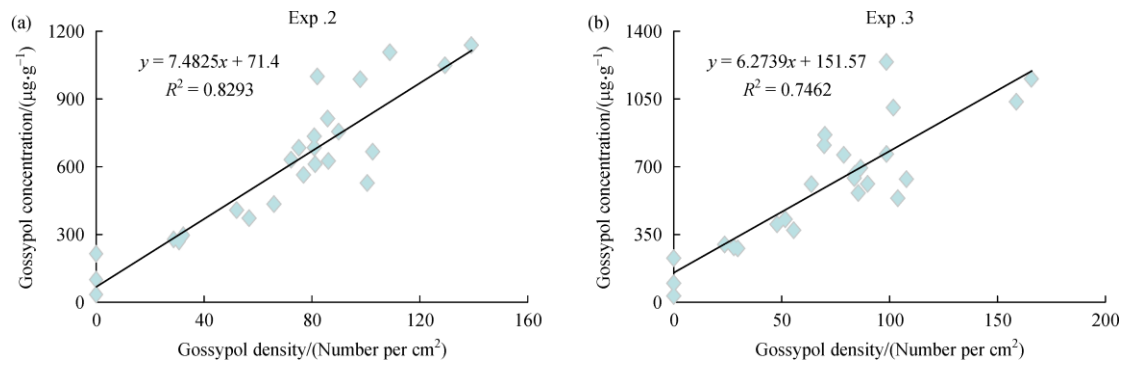 (a)
Exp .2
Gossypol concentration/(μg·g⁻¹)
1200
900
600
300
0
y = 7.4825x + 71.4
R² = 0.8293
0 40 80 120 160
Gossypol density/(Number per cm²)
(b)
Exp .3
Gossypol concentration/(μg·g⁻¹)
1400
1050
700
350
0
y = 6.2739x + 151.57
R² = 0.7462
0 50 100 150 200
Gossypol density/(Number per cm²)